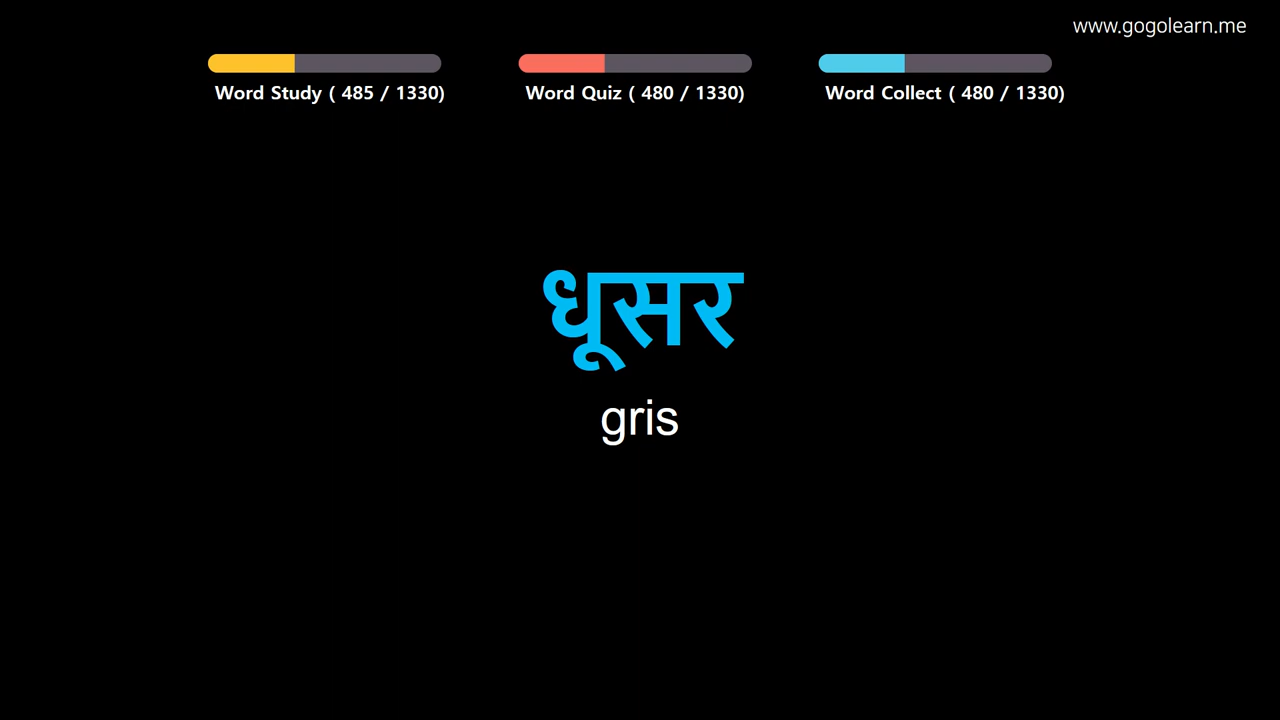 www.gogolearn.me
Word Study ( 485 / 1330)
Word Quiz ( 480 / 1330)
Word Collect ( 480 / 1330)
धूसर
gris